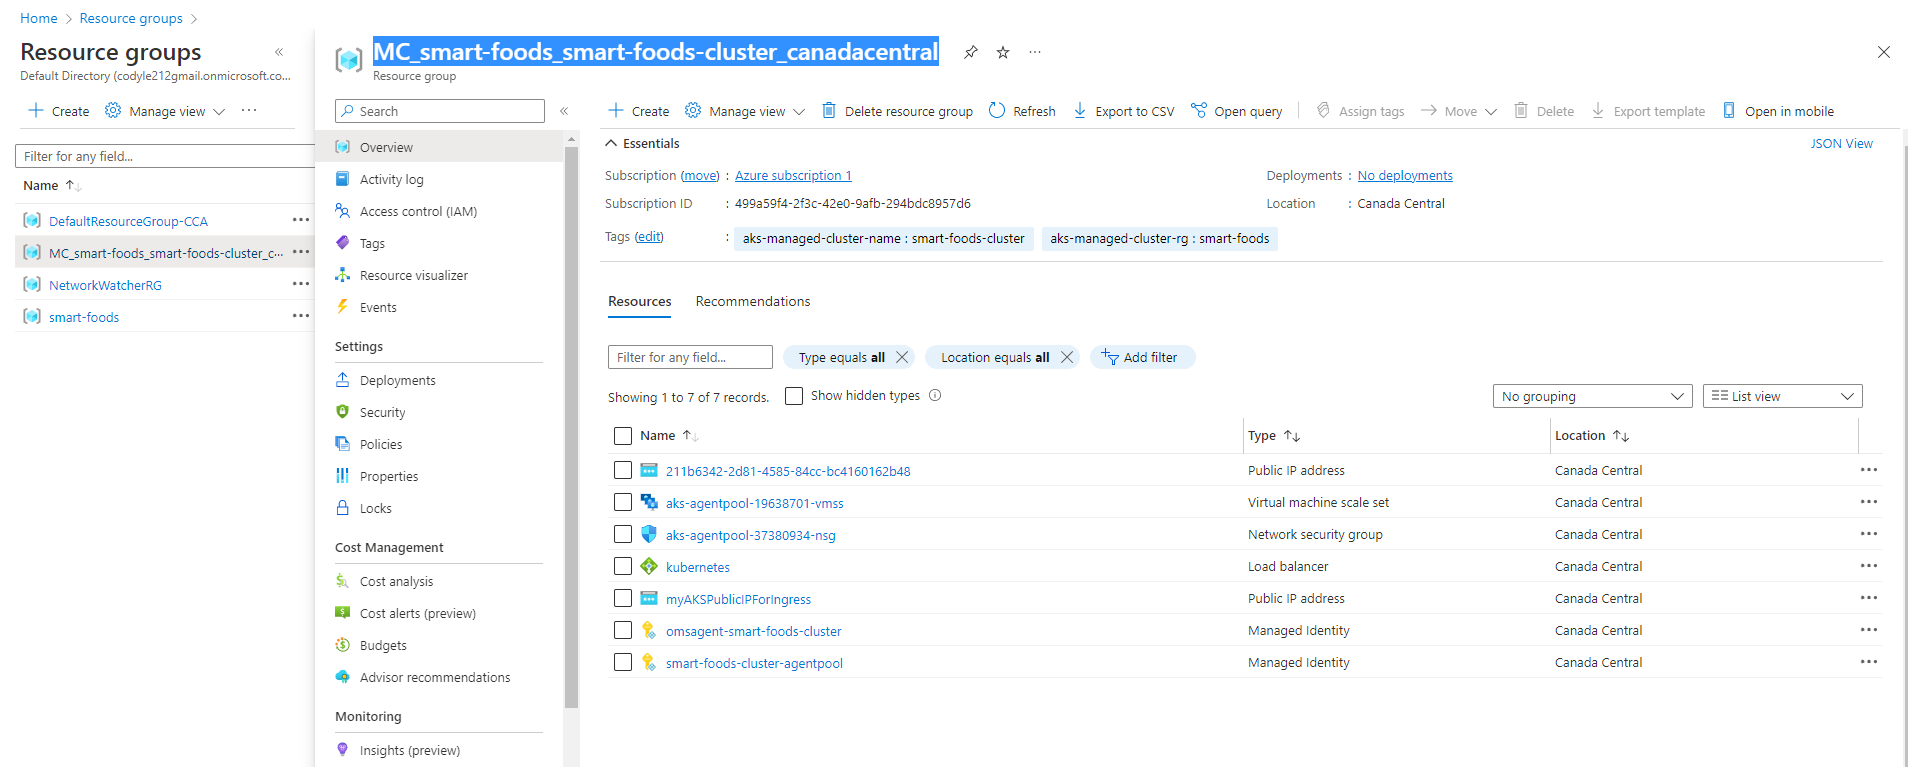 Home > Resource groups >
Resource groups
Default Directory (codyle212gmail.onmicrosoft.co...
Create
Manage view
Filter for any field...
Name
DefaultResourceGroup-CCA
MC_smart-foods_smart-foods-cluster_c...
NetworkWatcherRG
smart-foods
MC_smart-foods_smart-foods-cluster_canadacentral
Resource group
Search
Overview
Activity log
Access control (IAM)
Tags
Resource visualizer
Events
Settings
Deployments
Security
Policies
Properties
Locks
Cost Management
Cost analysis
Cost alerts (preview)
Budgets
Advisor recommendations
Monitoring
Insights (preview)
Create Manage view Delete resource group Refresh Export to CSV Open query Assign tags Move Delete Export template Open in mobile
Essentials JSON View
Subscription (move) : Azure subscription 1 Deployments : No deployments
Subscription ID : 499a59f4-2f3c-42e0-9afb-294bdc8957d6 Location : Canada Central
Tags (edit) : aks-managed-cluster-name : smart-foods-cluster aks-managed-cluster-rg : smart-foods
Resources Recommendations
Filter for any field... Type equals all Location equals all Add filter
Showing 1 to 7 of 7 records. Show hidden types No grouping List view
Name Type Location
211b6342-2d81-4585-84cc-bc4160162b48 Public IP address Canada Central
aks-agentpool-19638701-vmss Virtual machine scale set Canada Central
aks-agentpool-37380934-nsg Network security group Canada Central
kubernetes Load balancer Canada Central
myAKSPublicIPForIngress Public IP address Canada Central
omsagent-smart-foods-cluster Managed Identity Canada Central
smart-foods-cluster-agentpool Managed Identity Canada Central